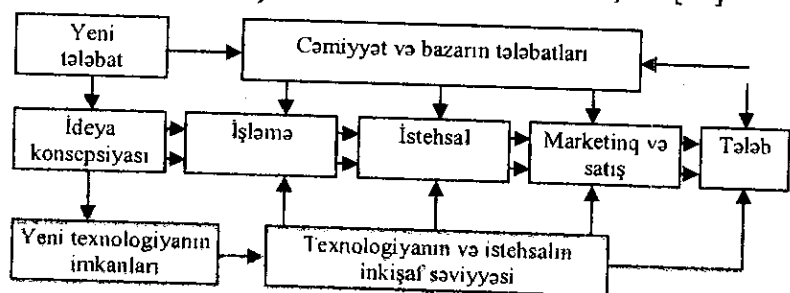 Yeni
tələbat
Cəmiyyət və bazarın tələbatları
İdeya
konsepsiyası
İşləmə
İstehsal
Marketinq və
satış
Tələb
Yeni texnologiyanın
imkanları
Texnologiyanın və istehsalın
inkişaf səviyyəsi